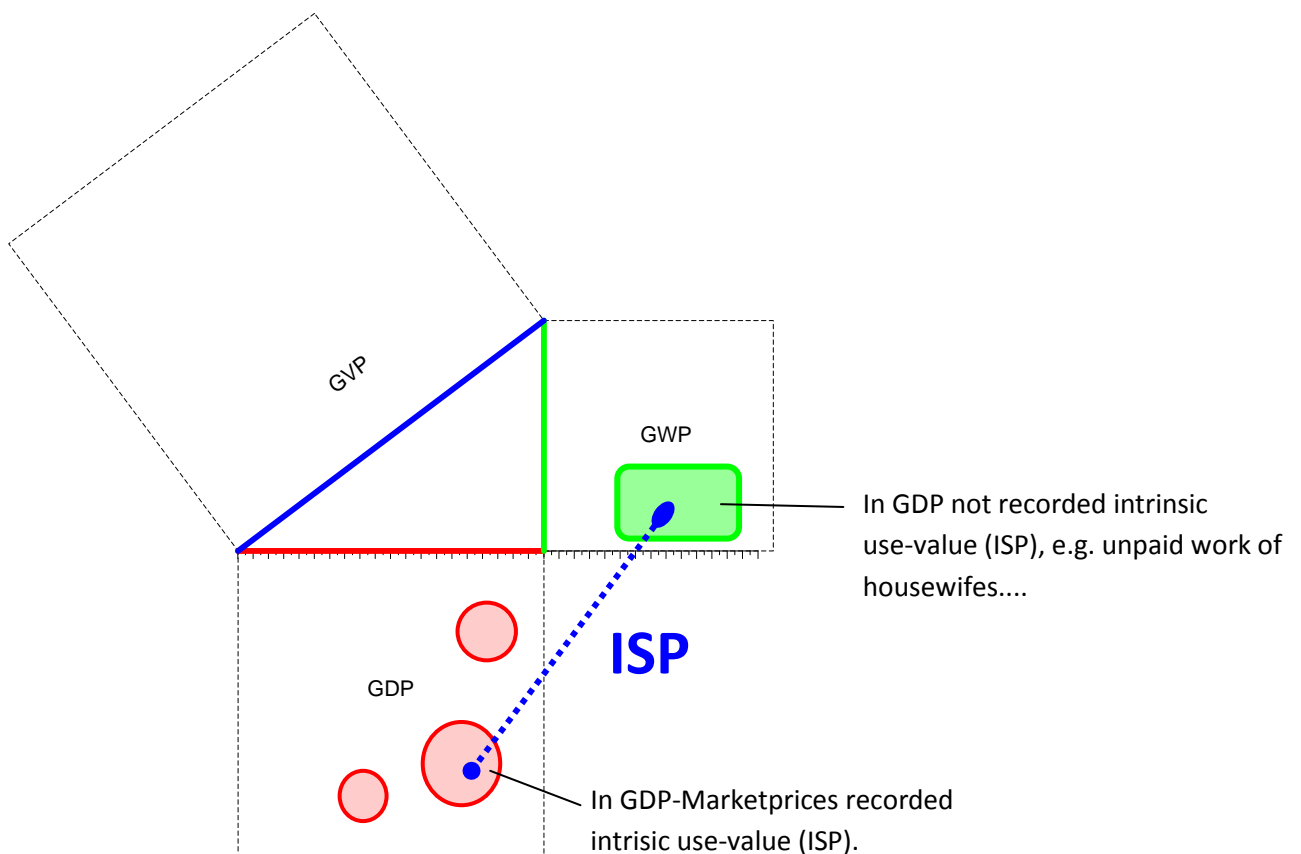 GVP
GWP
In GDP not recorded intrinsic
use-value (ISP), e.g. unpaid work of
housewifes....
ISP
GDP
In GDP-Marketprices recorded
intrisic use-value (ISP).